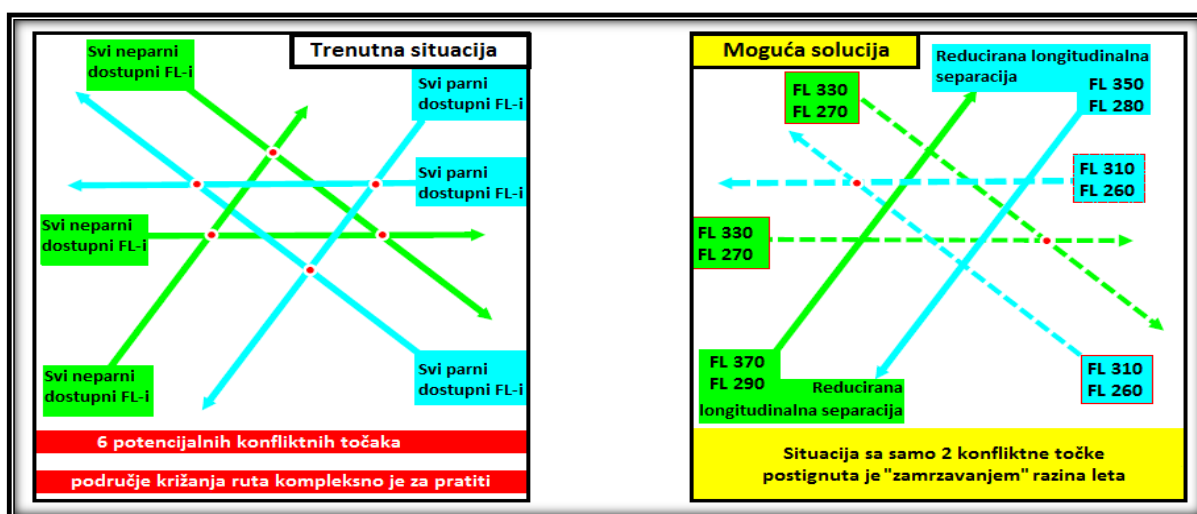 Trenutna situacija
Svi neparni
dostupni FL-i
Svi parni
dostupni FL-i
Svi parni
dostupni FL-i
Svi neparni
dostupni FL-i
Svi neparni
dostupni FL-i
Svi parni
dostupni FL-i
6 potencijalnih konfliktnih točaka
područje križanja ruta kompleksno je za pratiti
Moguća solucija
Reducirana longitudinalna
separacija
FL 350
FL 280
FL 330
FL 270
FL 310
FL 260
FL 330
FL 270
FL 370
FL 290
Reducirana
longitudinalna separacija
FL 310
FL 260
Situacija sa samo 2 konfliktne točke
postignuta je "zamrzavanjem" razina leta